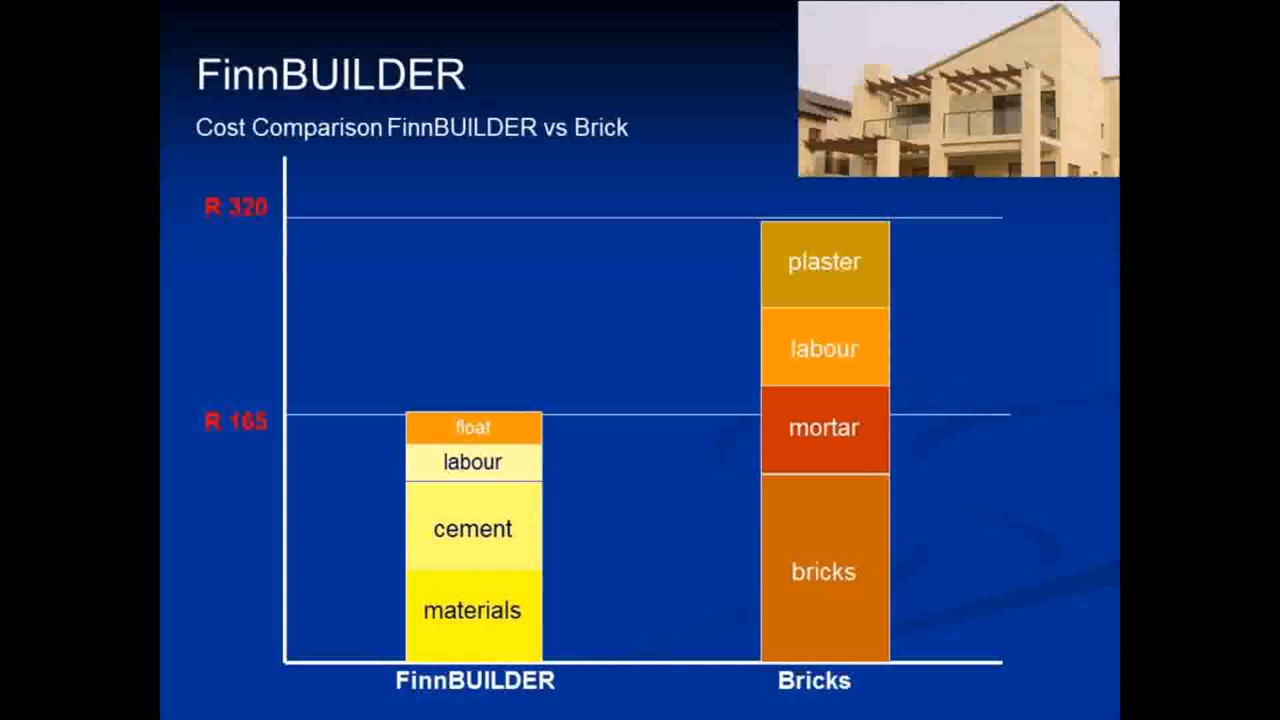 FinnBUILDER
Cost Comparison FinnBUILDER vs Brick
R 320
plaster
labour
R 165
float
mortar
labour
cement
bricks
materials
FinnBUILDER
Bricks